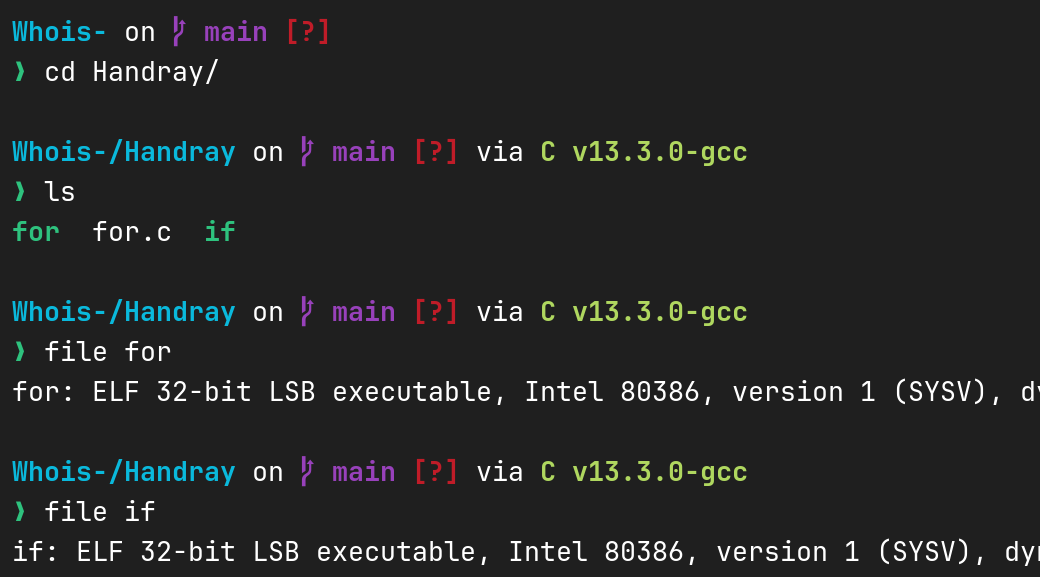 Whois- on main [?]
❯ cd Handray/
Whois-/Handray on main [?] via C v13.3.0-gcc
❯ ls
for for.c if
Whois-/Handray on main [?] via C v13.3.0-gcc
❯ file for
for: ELF 32-bit LSB executable, Intel 80386, version 1 (SYSV), dy
Whois-/Handray on main [?] via C v13.3.0-gcc
❯ file if
if: ELF 32-bit LSB executable, Intel 80386, version 1 (SYSV), dyn